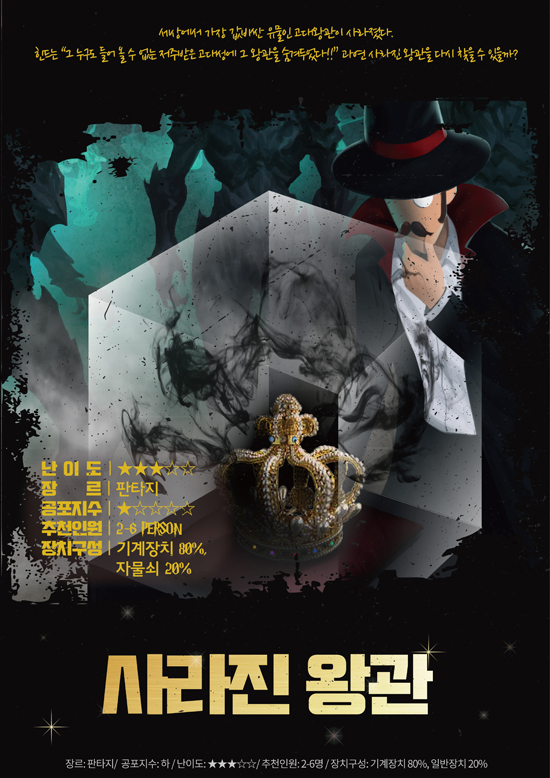 세상에서 가장 값비싼 유물인 고대왕관이 사라졌다.
힌트는 "그 누구도 들어 볼 수 없는 저주받은 고대성에 그 왕관을 숨겨두었다!!" 과연 사라진 왕관을 다시 찾을 수 있을까?
난 이 도 | ★★★☆☆
장 르 | 판타지
공포지수 | ★☆☆☆☆
추천인원 | 2-6 PERSON
장치구성 | 기계장치 80%,
자물쇠 20%
사라진 왕관
장르: 판타지/ 공포지수: 하 / 난이도: ★★★☆☆/ 추천인원: 2-6명 / 장치구성: 기계장치 80%, 일반장치 20%